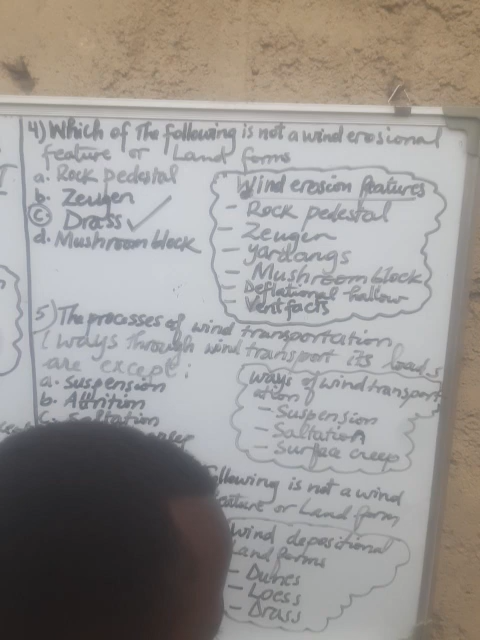 4) Which of The following is not a wind erosional
feature or Land forms
a. Rock pedestal
b. Zeugen
c. Drass ✓
d. Mushroom block
Wind erosion features
- Rock pedestal
- Zeugen
- yardangs
- Mushroom block
- Deflational hallow
- Ventifacts
5) The processes of wind transportation
(ways through wind transport its loads
are except:
a. Suspension
b. Attrition
c. Saltation
ways of wind transport
ation
- Suspension
- Saltation
- Surface creep
following is not a wind
feature or Land form
Wind depositional
Land forms
- Dunes
- Loess
- Drass